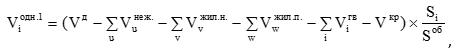 V_i^{одн.1} = (V^д − ∑_u V_u^{неж.} − ∑_v V_v^{жил.н.} − ∑_w V_w^{жил.п.} − ∑_i V_i^{гв} − V^{кр}) × S_i / S^{об} ,